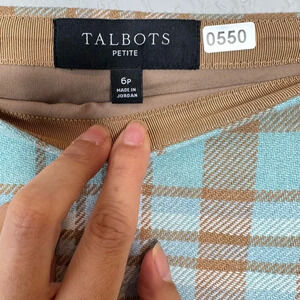 TALBOTS
PETITE
0550
6P
MADE IN
JORDAN